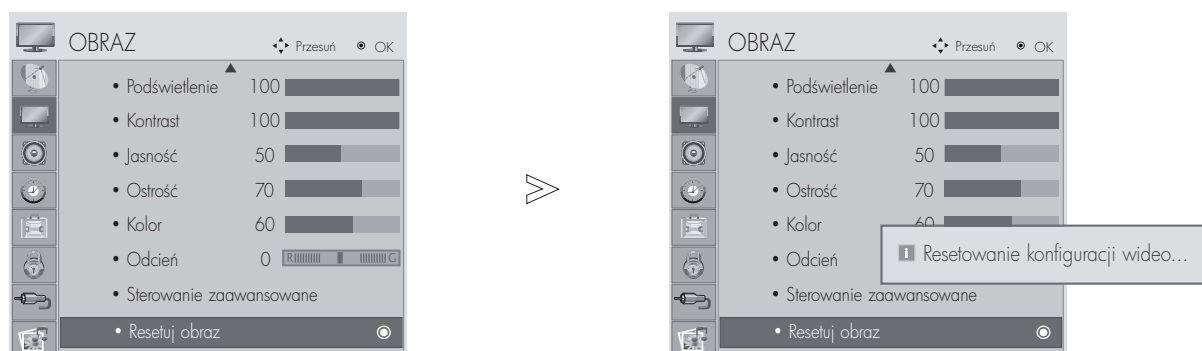 OBRAZ Przesuń OK
• Podświetlenie 100
• Kontrast 100
• Jasność 50
• Ostrość 70
• Kolor 60
• Odcień 0 R G
• Sterowanie zaawansowane
• Resetuj obraz
>>
OBRAZ Przesuń OK
• Podświetlenie 100
• Kontrast 100
• Jasność 50
• Ostrość 70
• Kolor 60
• Odcień
i Resetowanie konfiguracji wideo...
• Sterowanie zaawansowane
• Resetuj obraz